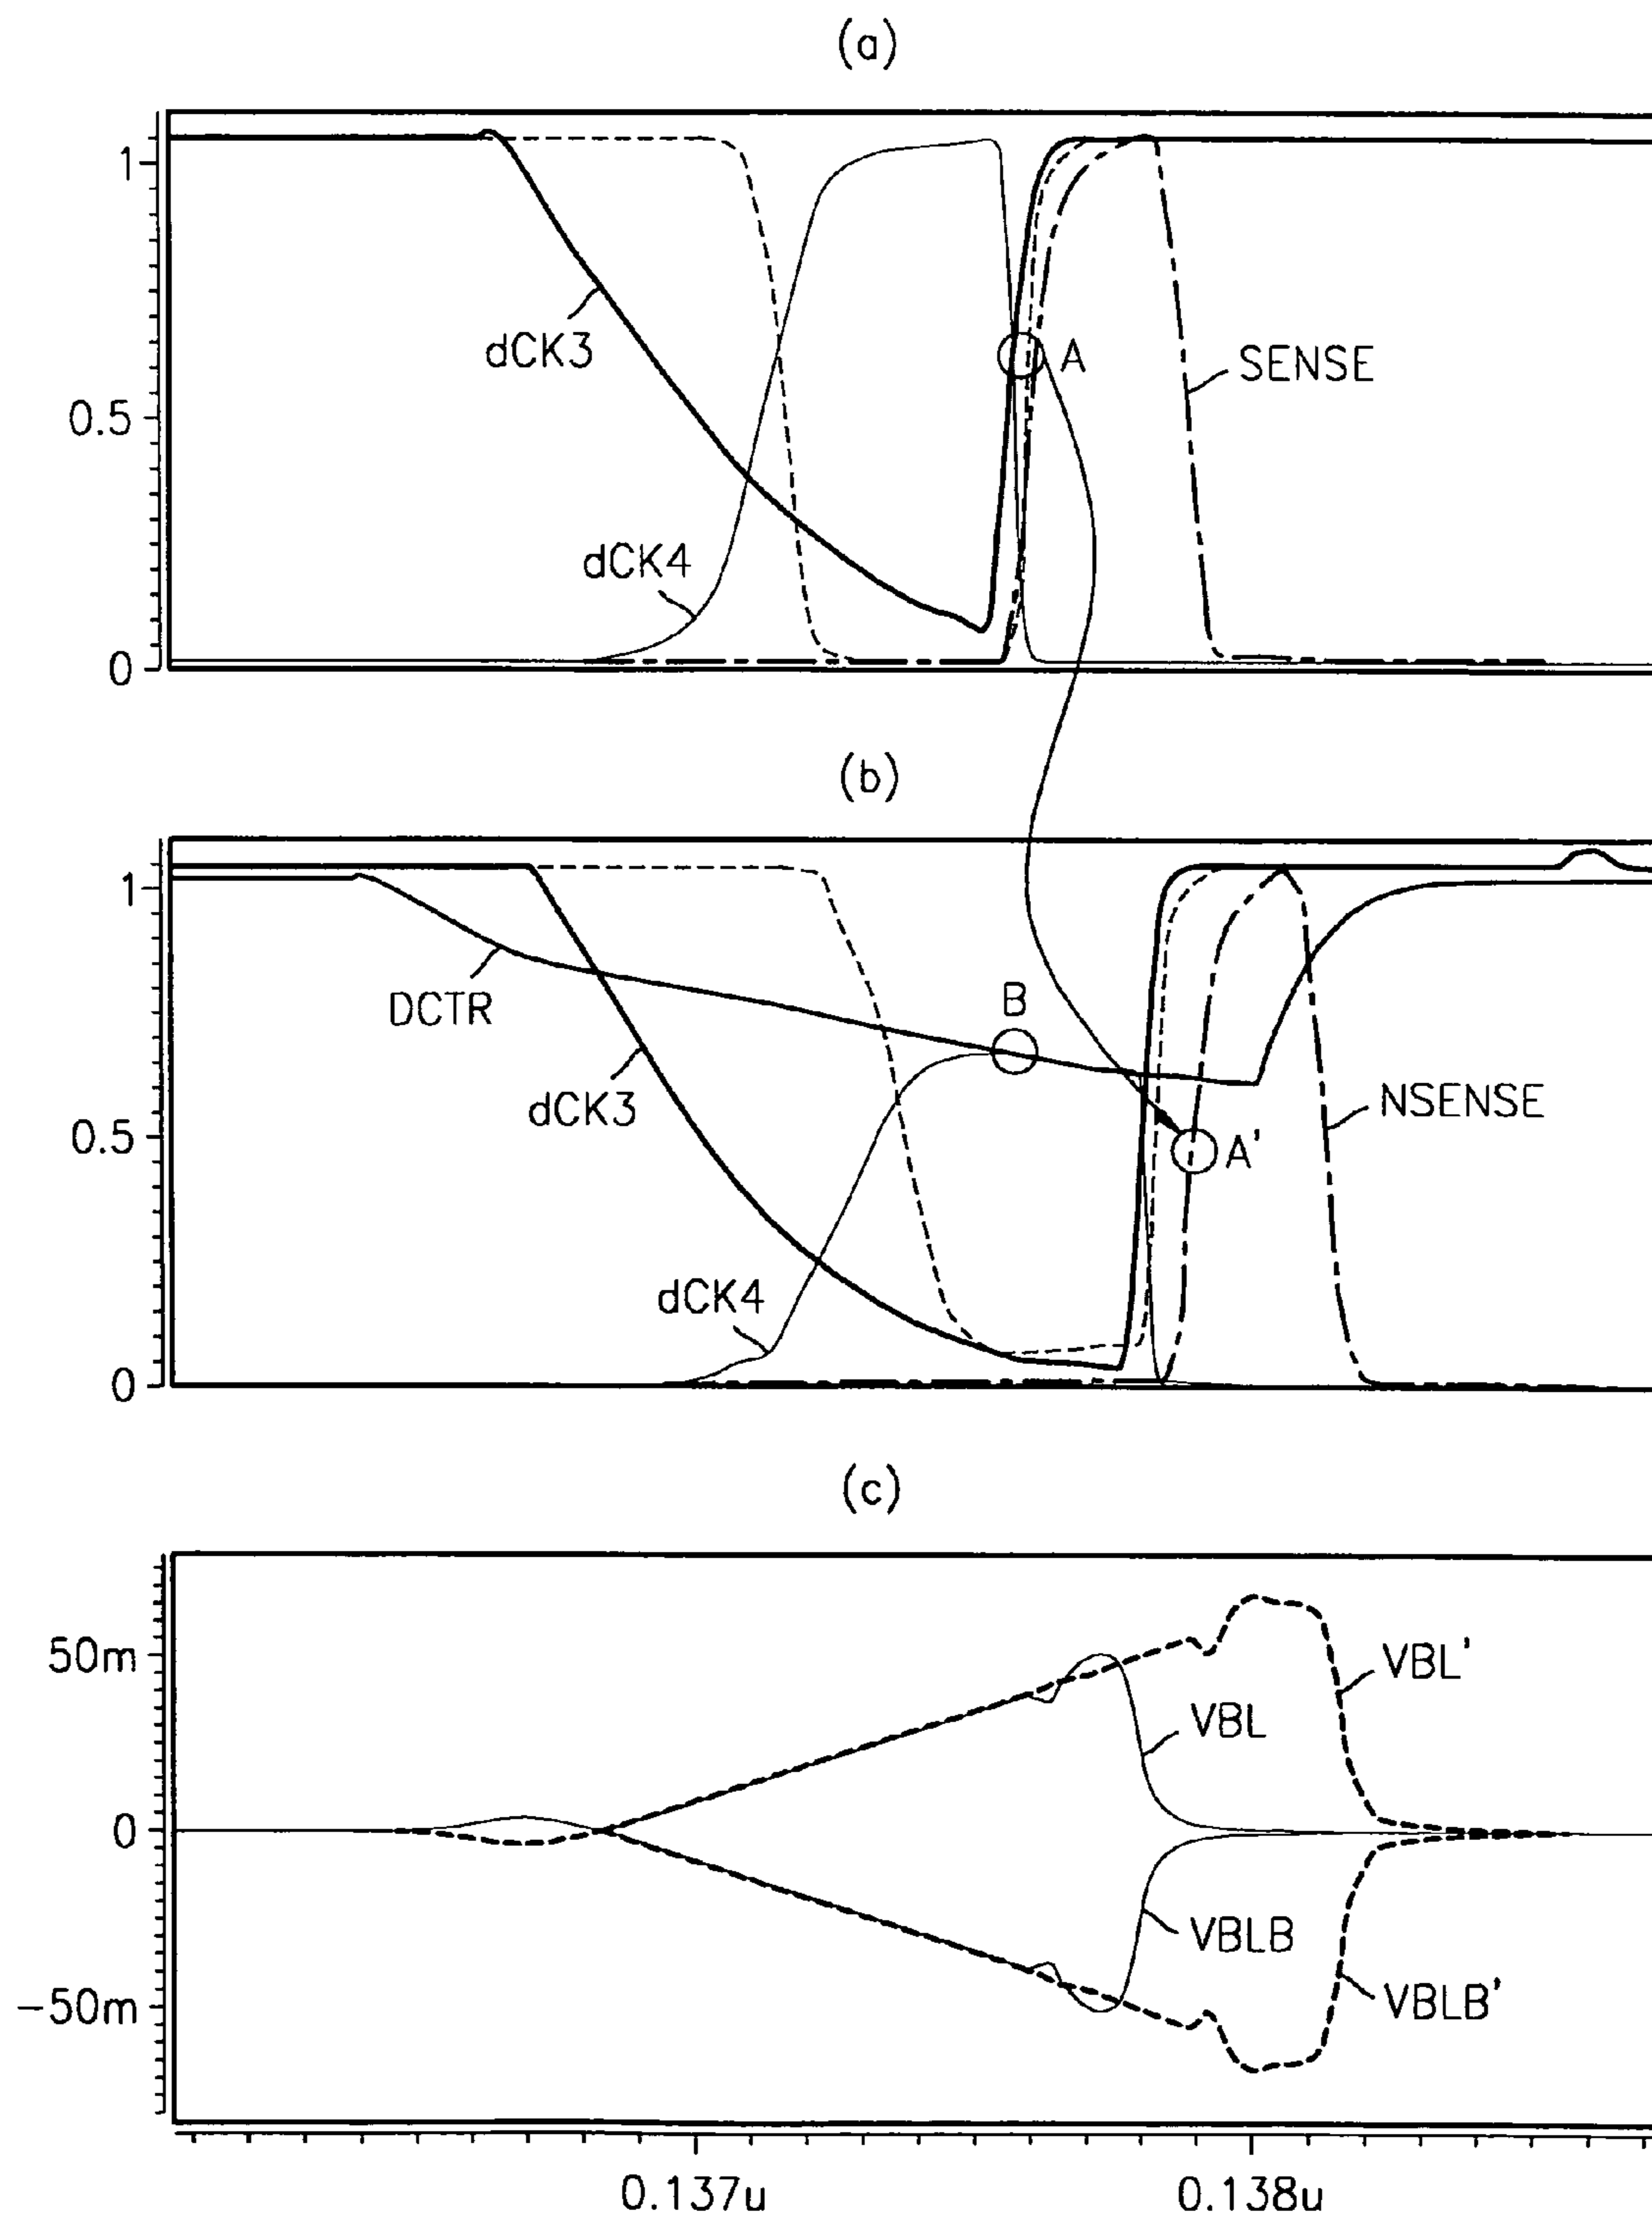 (a)
1
dCK3
A
SENSE
0.5
dCK4
0
(b)
1
DCTR
B
dCK3
NSENSE
0.5
A'
dCK4
0
(c)
50m
VBL'
VBL
0
VBLB
-50m
VBLB'
0.137u
0.138u